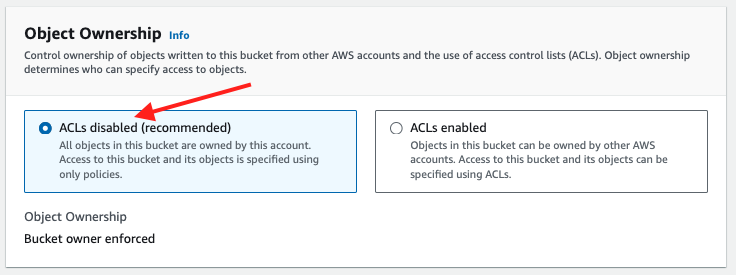 Object Ownership Info
Control ownership of objects written to this bucket from other AWS accounts and the use of access control lists (ACLs). Object ownership
determines who can specify access to objects.
ACLs disabled (recommended)
All objects in this bucket are owned by this account.
Access to this bucket and its objects is specified using
only policies.
ACLs enabled
Objects in this bucket can be owned by other AWS
accounts. Access to this bucket and its objects can be
specified using ACLs.
Object Ownership
Bucket owner enforced